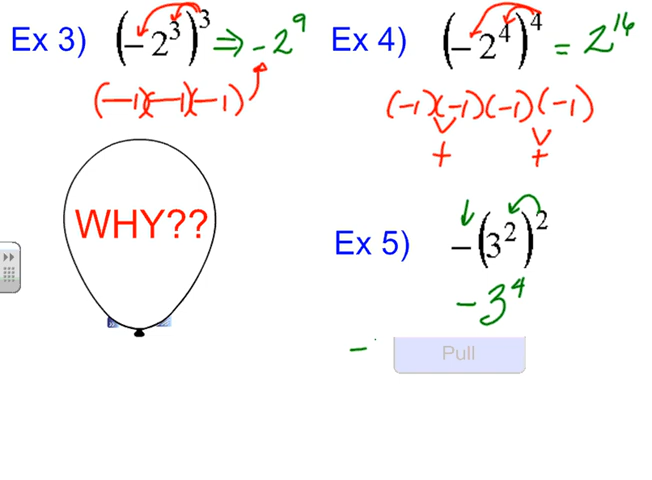 Ex 3) (-2³)³ ⇒ -2⁹
(-1)(-1)(-1)
WHY??
Ex 4) (-2⁴)⁴ = 2¹⁶
(-1)(-1)(-1)(-1)
+ +
Ex 5) -(3²)²
-3⁴
-
Pull